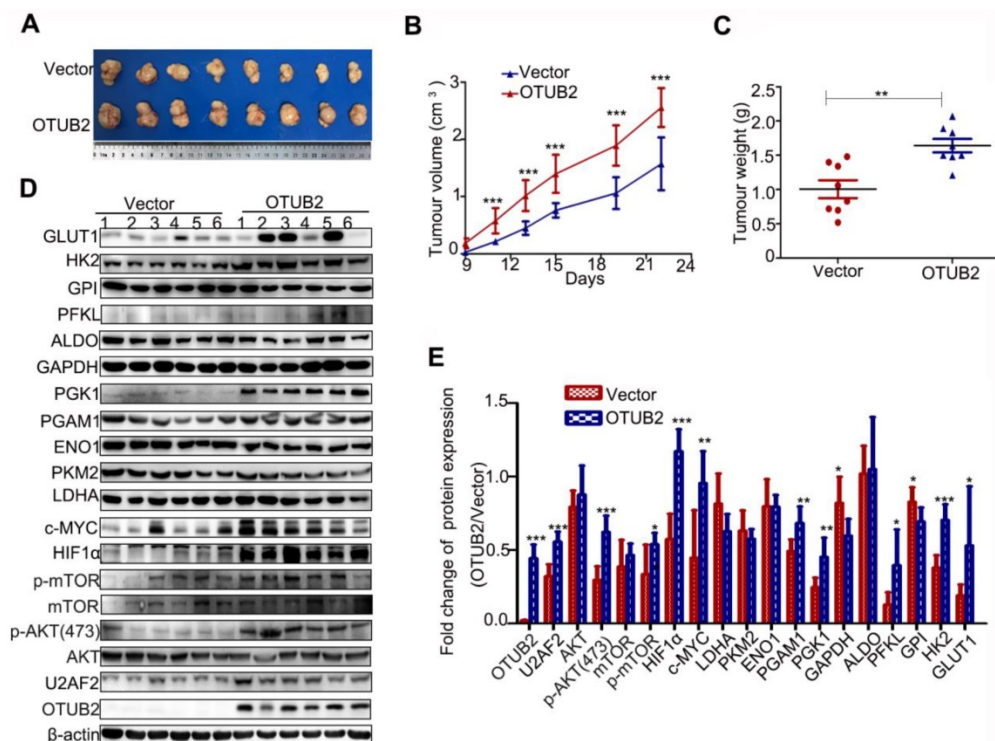 A
Vector
OTUB2
B
Vector
OTUB2
Tumour volume (cm ³)
3
2
1
0
***
***
***
***
***
9
12
15
18
21
24
Days
C
**
Tumour weight (g)
2.5
2.0
1.5
1.0
0.5
0
Vector
OTUB2
D
Vector OTUB2
1 2 3 4 5 6 1 2 3 4 5 6
GLUT1
HK2
GPI
PFKL
ALDO
GAPDH
PGK1
PGAM1
ENO1
PKM2
LDHA
c-MYC
HIF1α
p-mTOR
mTOR
p-AKT(473)
AKT
U2AF2
OTUB2
β-actin
E
Vector
OTUB2
Fold change of protein expression
(OTUB2/Vector)
1.5
1.0
0.5
0.0
***
***
***
*
***
**
**
**
*
*
*
***
*
OTUB2
U2AF2
AKT
p-AKT(473)
mTOR
p-mTOR
HIF1α
c-MYC
LDHA
PKM2
ENO1
PGAM1
PGK1
GAPDH
ALDO
PFKL
GPI
HK2
GLUT1